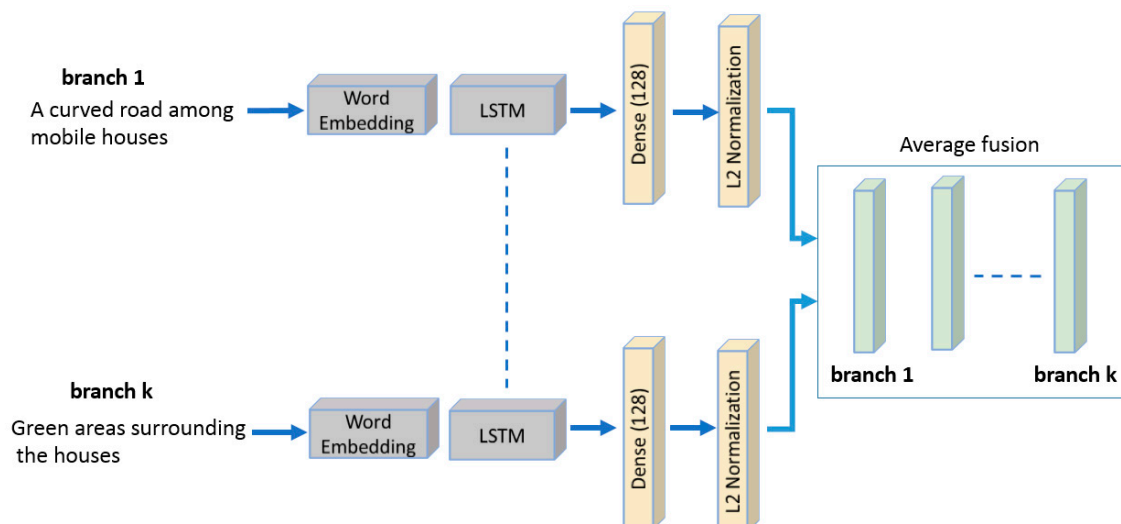 branch 1
A curved road among
mobile houses
Word
Embedding
LSTM
Dense (128)
L2 Normalization
Average fusion
branch 1
branch k
branch k
Green areas surrounding
the houses
Word
Embedding
LSTM
Dense (128)
L2 Normalization